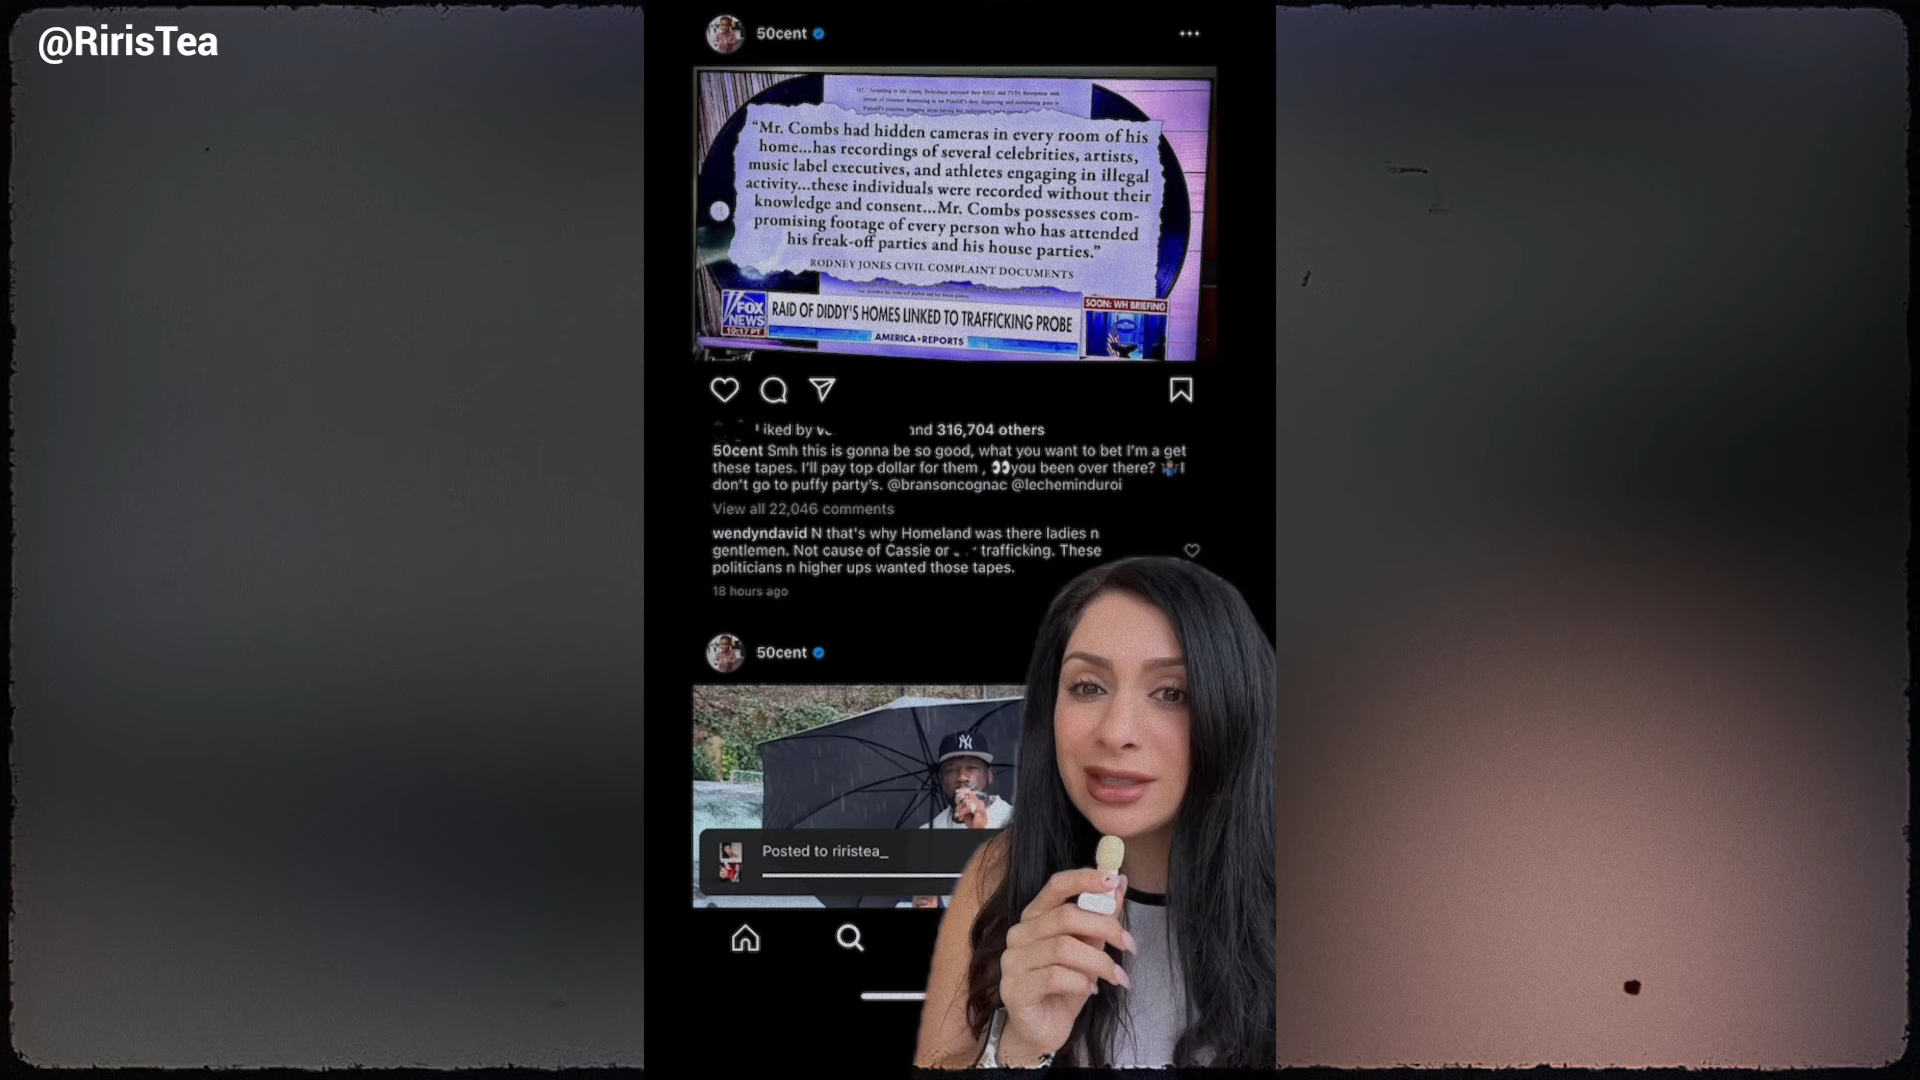 @RirisTea
50cent
"Mr. Combs had hidden cameras in every room of his
home...has recordings of several celebrities, artists,
music label executives, and athletes engaging in illegal
activity...these individuals were recorded without their
knowledge and consent...Mr. Combs possesses com-
promising footage of every person who has attended
his freak-off parties and his house parties."
RODNEY JONES CIVIL COMPLAINT DOCUMENTS
SOON: WH BRIEFING
FOX
NEWS
10:17 PT
RAID OF DIDDY'S HOMES LINKED TO TRAFFICKING PROBE
AMERICA REPORTS
Liked by and 316,704 others
50cent Smh this is gonna be so good, what you want to bet I'm a get
these tapes. I'll pay top dollar for them , 👀you been over there? 🤷🏽‍♂️I
don't go to puffy party's. @bransoncognac @lecheminduroi
View all 22,046 comments
wendyndavid N that's why Homeland was there ladies n
gentlemen. Not cause of Cassie or trafficking. These
politicians n higher ups wanted those tapes.
18 hours ago
50cent
NY
Posted to riristea_